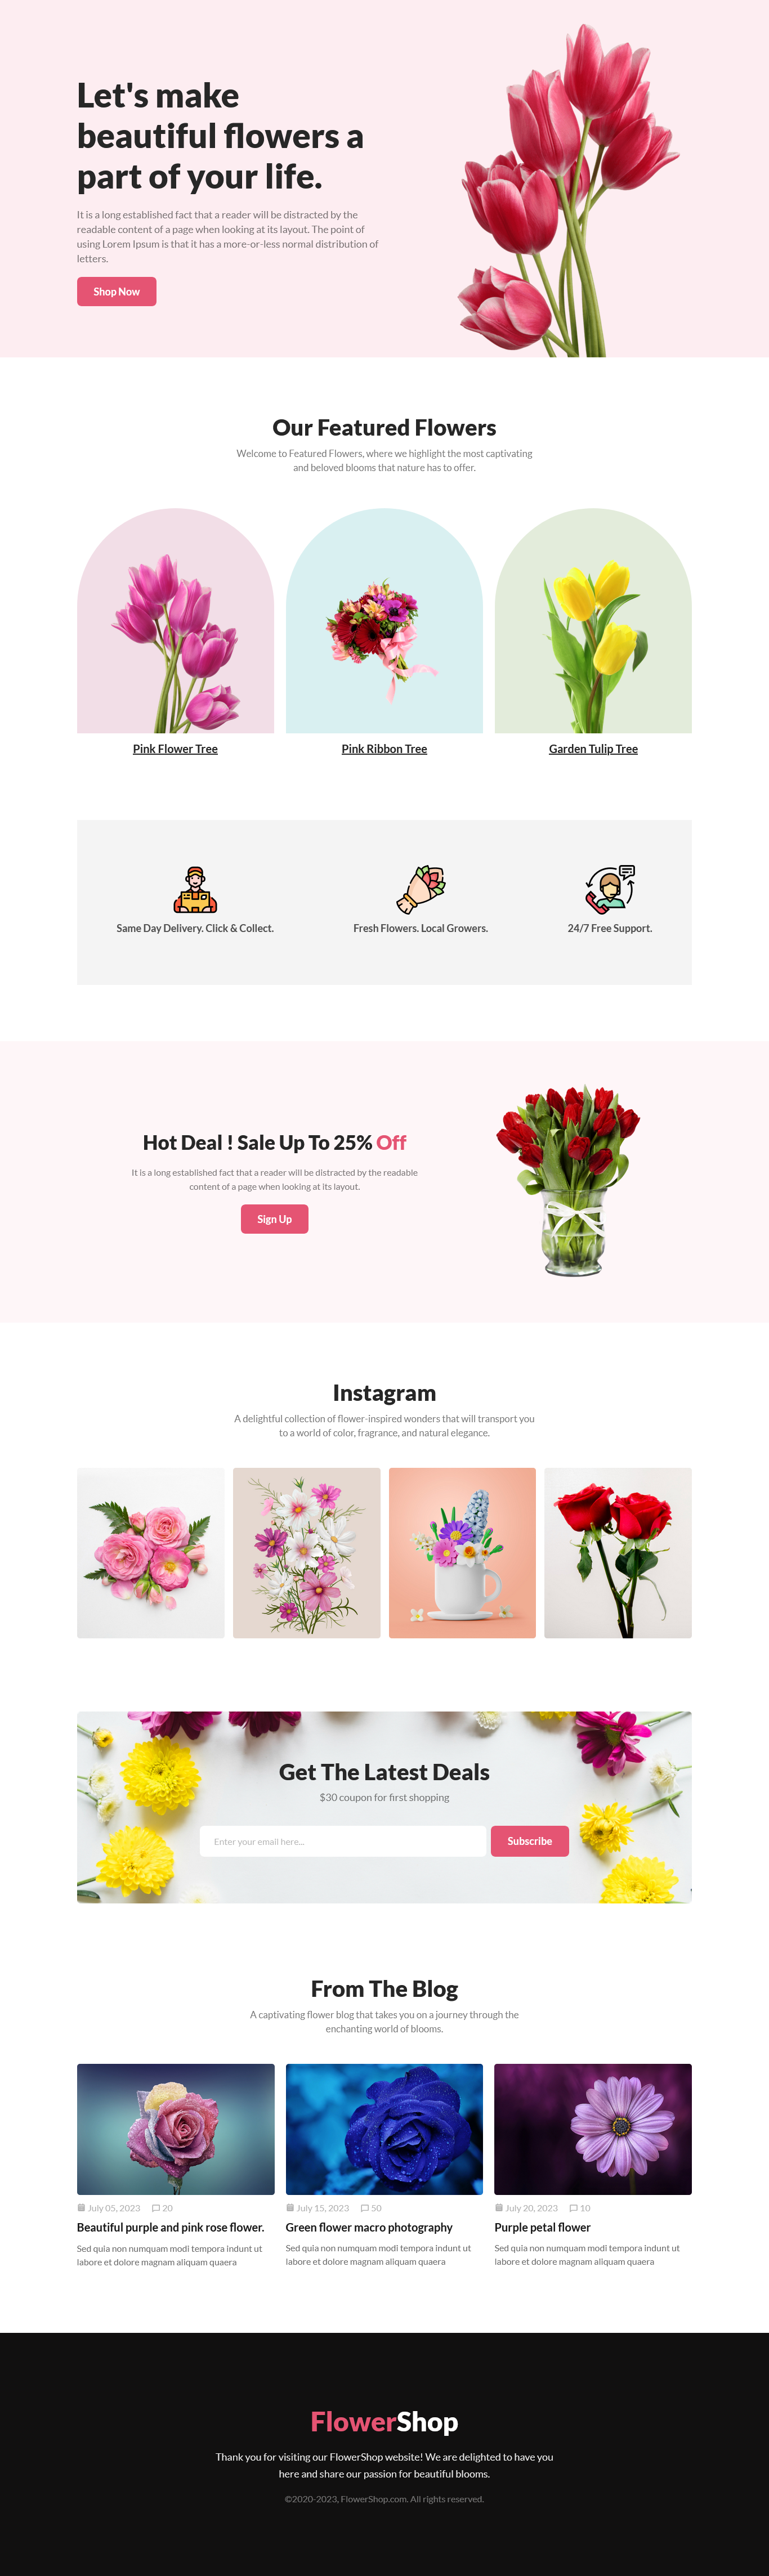 Let's make
beautiful flowers a
part of your life.
It is a long established fact that a reader will be distracted by the
readable content of a page when looking at its layout. The point of
using Lorem Ipsum is that it has a more-or-less normal distribution of
letters.
Shop Now
Our Featured Flowers
Welcome to Featured Flowers, where we highlight the most captivating
and beloved blooms that nature has to offer.
Pink Flower Tree
Pink Ribbon Tree
Garden Tulip Tree
Same Day Delivery. Click & Collect.
Fresh Flowers. Local Growers.
24/7 Free Support.
Hot Deal ! Sale Up To 25% Off
It is a long established fact that a reader will be distracted by the readable
content of a page when looking at its layout.
Sign Up
Instagram
A delightful collection of flower-inspired wonders that will transport you
to a world of color, fragrance, and natural elegance.
Get The Latest Deals
$30 coupon for first shopping
Enter your email here...
Subscribe
From The Blog
A captivating flower blog that takes you on a journey through the
enchanting world of blooms.
July 05, 2023 20
Beautiful purple and pink rose flower.
Sed quia non numquam modi tempora indunt ut
labore et dolore magnam aliquam quaera
July 15, 2023 50
Green flower macro photography
Sed quia non numquam modi tempora indunt ut
labore et dolore magnam aliquam quaera
July 20, 2023 10
Purple petal flower
Sed quia non numquam modi tempora indunt ut
labore et dolore magnam aliquam quaera
FlowerShop
Thank you for visiting our FlowerShop website! We are delighted to have you
here and share our passion for beautiful blooms.
©2020-2023, FlowerShop.com. All rights reserved.